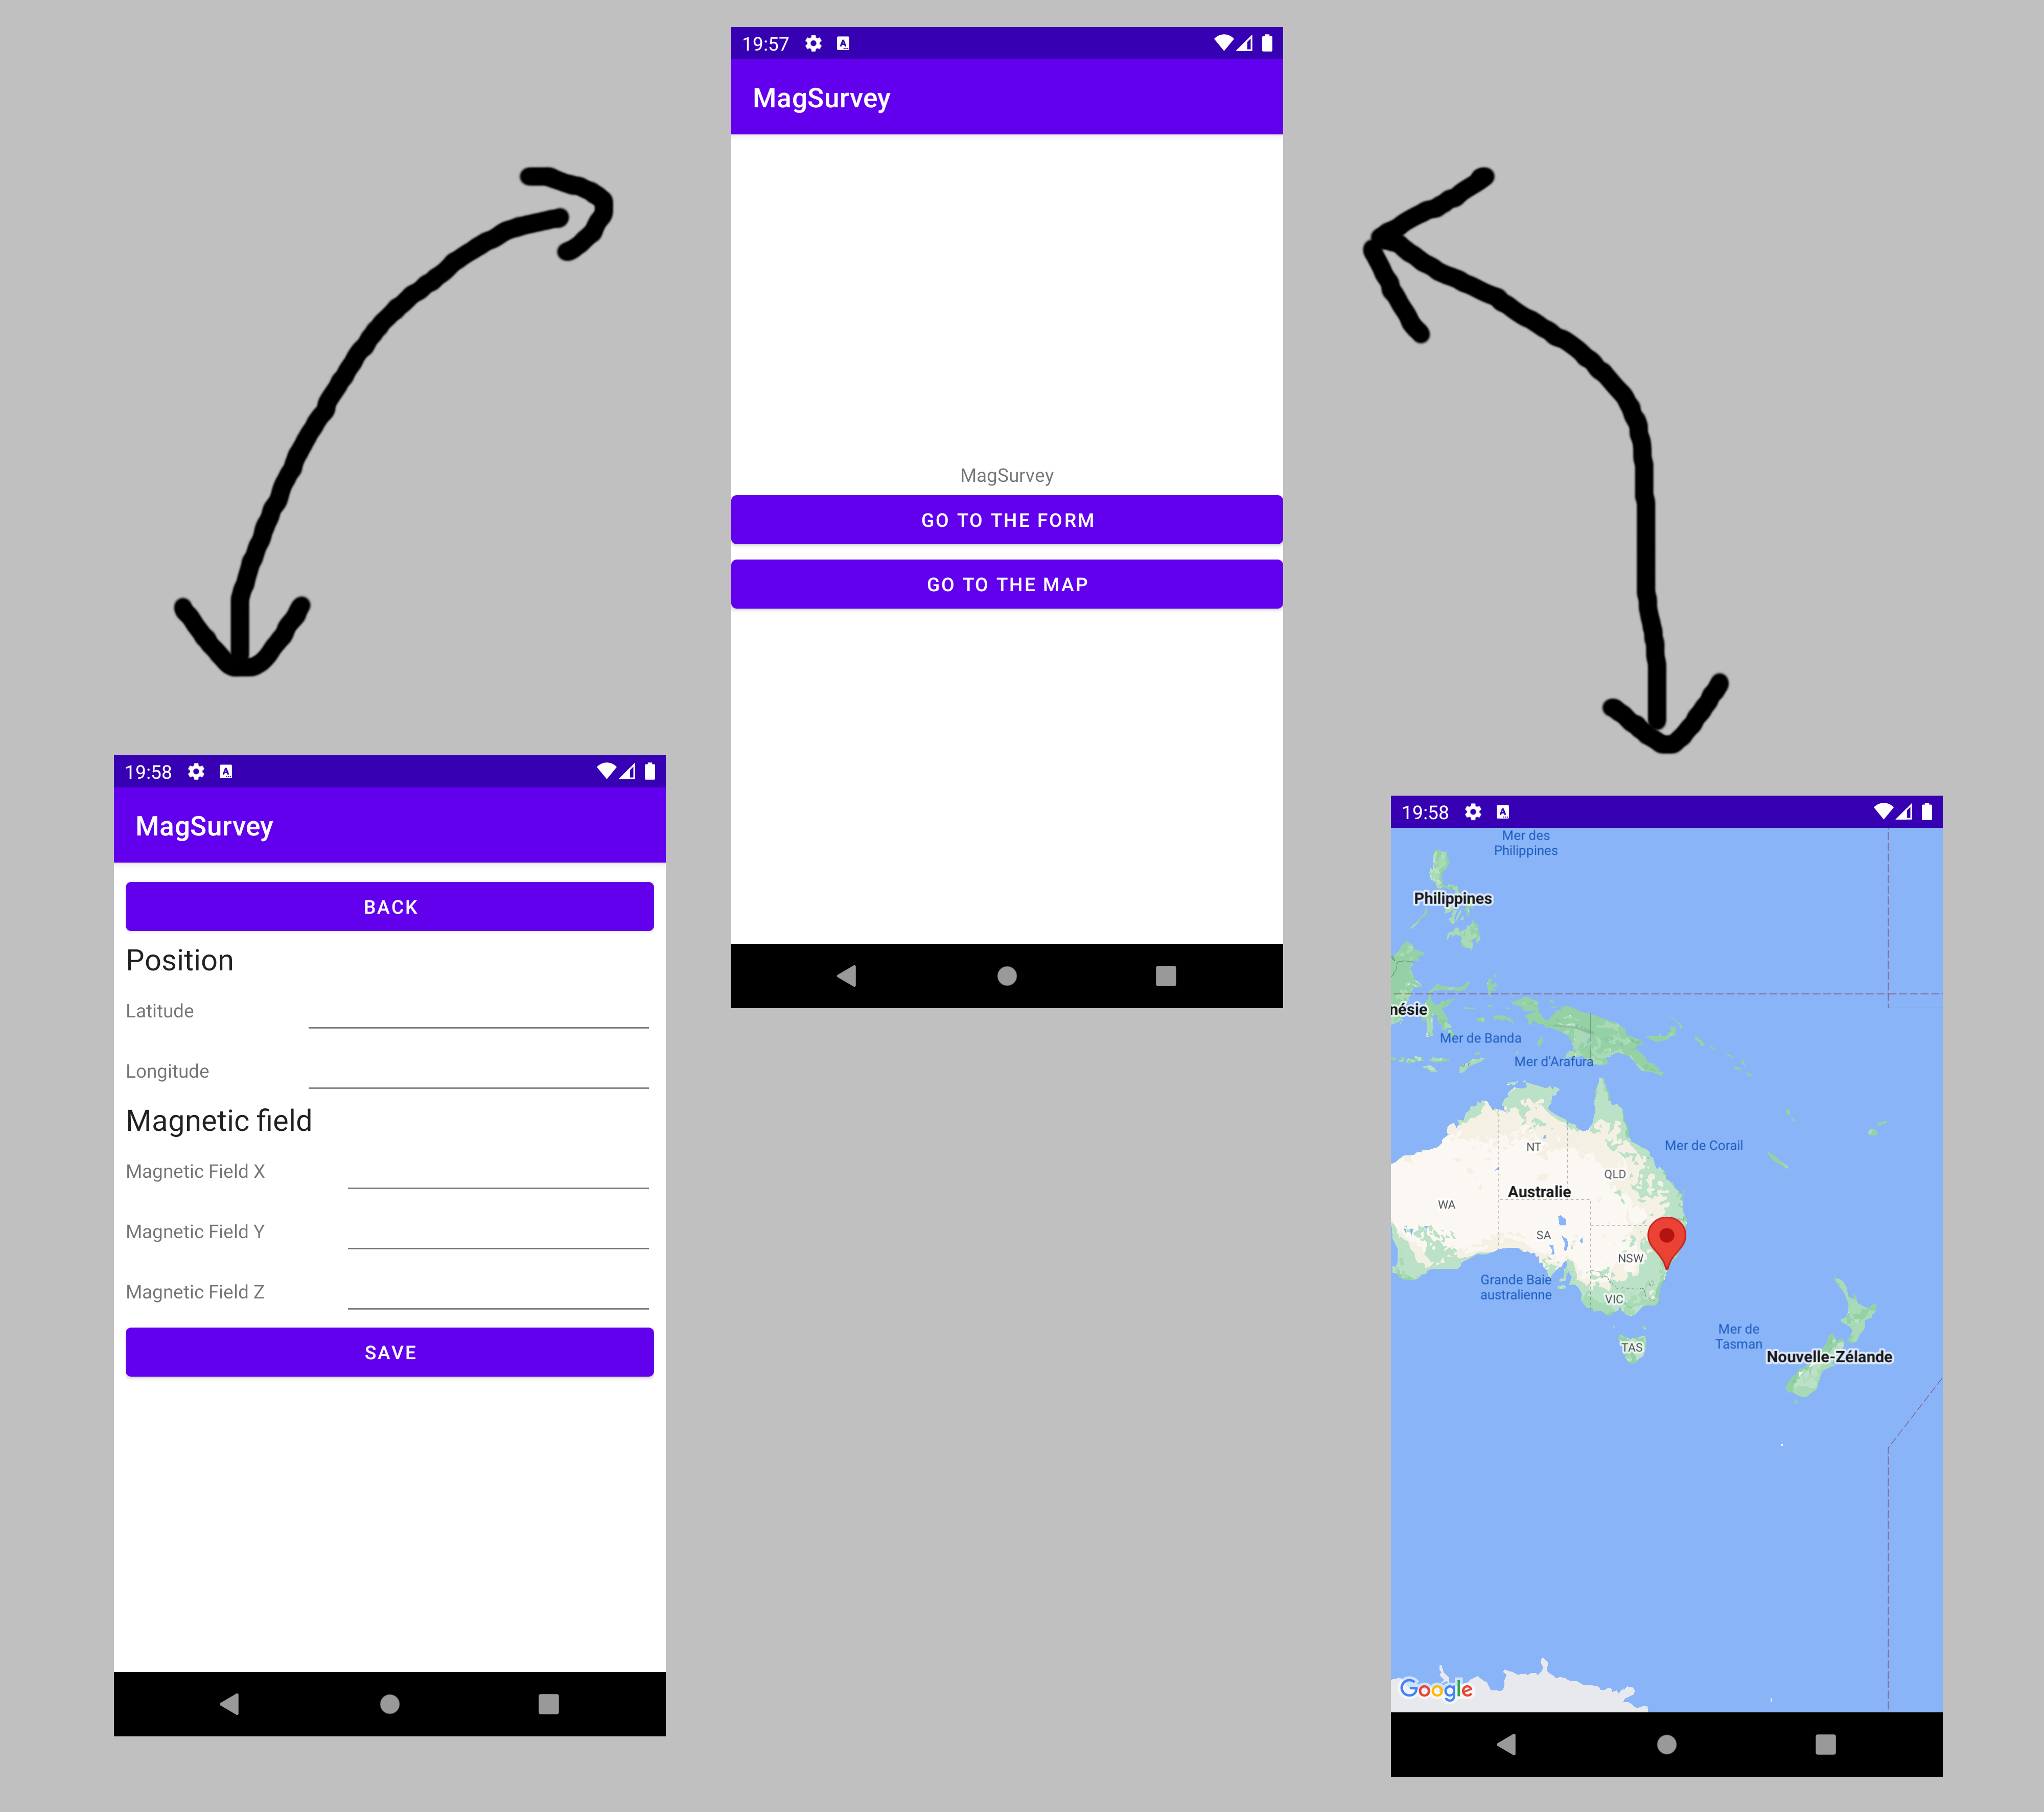 19:57
MagSurvey
MagSurvey
GO TO THE FORM
GO TO THE MAP
19:58
MagSurvey
BACK
Position
Latitude
Longitude
Magnetic field
Magnetic Field X
Magnetic Field Y
Magnetic Field Z
SAVE
19:58
Mer des
Philippines
Philippines
nésie
Mer de Banda
Mer d'Arafura
Mer de Corail
NT
QLD
Australie
WA
SA
NSW
Grande Baie
australienne
VIC
Mer de
Tasman
TAS
Nouvelle-Zélande
Google